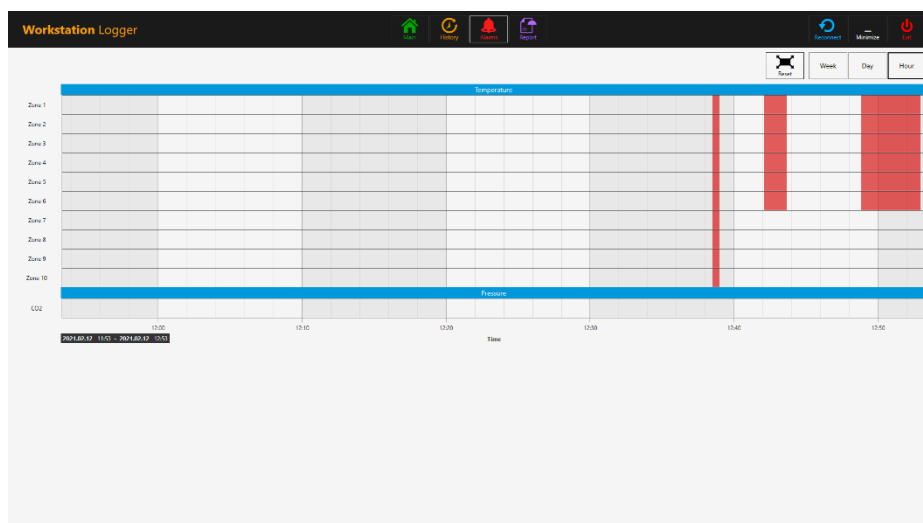 Workstation Logger
Main History Alarms Report Reconnect Minimize Exit
Reset Week Day Hour
Temperature
Zone 1
Zone 2
Zone 3
Zone 4
Zone 5
Zone 6
Zone 7
Zone 8
Zone 9
Zone 10
Pressure
CO2
12:00 12:10 12:20 12:30 12:40 12:50
2021.02.12 11:53 - 2021.02.12 12:53
Time